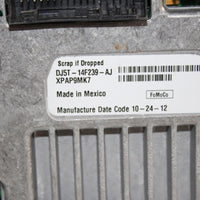 Scrap if Dropped
DJ5T-14F239-AJ
XPAP9MK7
Made in Mexico
FoMoCo
Manufacture Date Code 10-24-12